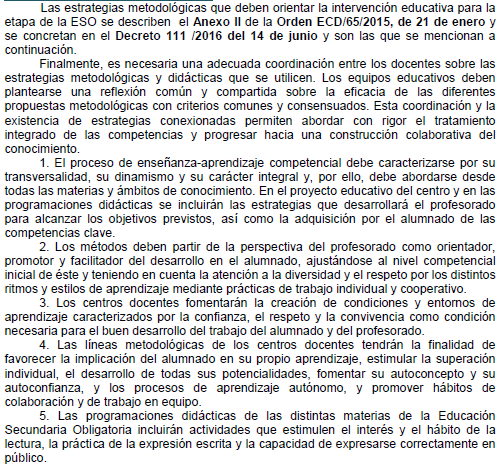 Las estrategias metodológicas que deben orientar la intervención educativa para la
etapa de la ESO se describen el Anexo II de la Orden ECD/65/2015, de 21 de enero y
se concretan en el Decreto 111 /2016 del 14 de junio y son las que se mencionan a
continuación.
Finalmente, es necesaria una adecuada coordinación entre los docentes sobre las
estrategias metodológicas y didácticas que se utilicen. Los equipos educativos deben
plantearse una reflexión común y compartida sobre la eficacia de las diferentes
propuestas metodológicas con criterios comunes y consensuados. Esta coordinación y la
existencia de estrategias conexionadas permiten abordar con rigor el tratamiento
integrado de las competencias y progresar hacia una construcción colaborativa del
conocimiento.
1. El proceso de enseñanza-aprendizaje competencial debe caracterizarse por su
transversalidad, su dinamismo y su carácter integral y, por ello, debe abordarse desde
todas las materias y ámbitos de conocimiento. En el proyecto educativo del centro y en las
programaciones didácticas se incluirán las estrategias que desarrollará el profesorado
para alcanzar los objetivos previstos, así como la adquisición por el alumnado de las
competencias clave.
2. Los métodos deben partir de la perspectiva del profesorado como orientador,
promotor y facilitador del desarrollo en el alumnado, ajustándose al nivel competencial
inicial de éste y teniendo en cuenta la atención a la diversidad y el respeto por los distintos
ritmos y estilos de aprendizaje mediante prácticas de trabajo individual y cooperativo.
3. Los centros docentes fomentarán la creación de condiciones y entornos de
aprendizaje caracterizados por la confianza, el respeto y la convivencia como condición
necesaria para el buen desarrollo del trabajo del alumnado y del profesorado.
4. Las líneas metodológicas de los centros docentes tendrán la finalidad de
favorecer la implicación del alumnado en su propio aprendizaje, estimular la superación
individual, el desarrollo de todas sus potencialidades, fomentar su autoconcepto y su
autoconfianza, y los procesos de aprendizaje autónomo, y promover hábitos de
colaboración y de trabajo en equipo.
5. Las programaciones didácticas de las distintas materias de la Educación
Secundaria Obligatoria incluirán actividades que estimulen el interés y el hábito de la
lectura, la práctica de la expresión escrita y la capacidad de expresarse correctamente en
público.